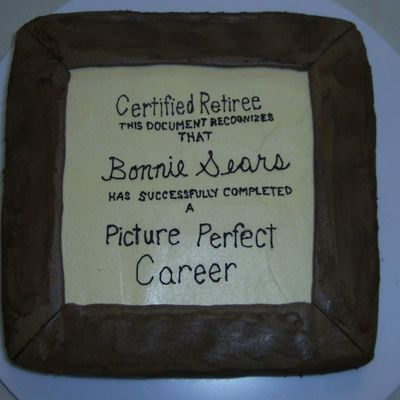 Certified Retiree
THIS DOCUMENT RECOGNIZES
THAT
Bonnie Sears
HAS SUCCESSFULLY COMPLETED
A
Picture Perfect
Career